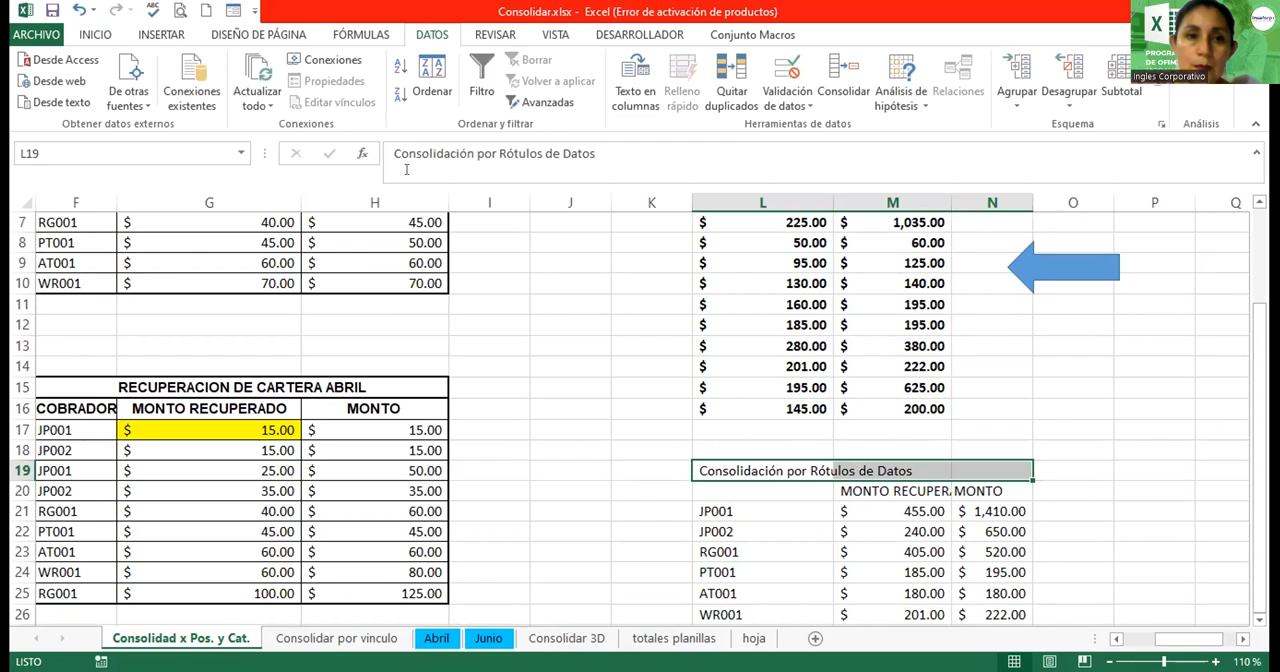 Consolidar.xlsx - Excel (Error de activación de productos)
ARCHIVO INICIO INSERTAR DISEÑO DE PÁGINA FÓRMULAS DATOS REVISAR VISTA DESARROLLADOR Conjunto Macros
Desde Access
Desde web
Desde texto
De otras fuentes
Conexiones existentes
Obtener datos externos
Actualizar todo
Conexiones
Propiedades
Editar vínculos
Conexiones
Ordenar
Filtro
Borrar
Volver a aplicar
Avanzadas
Ordenar y filtrar
Texto en columnas
Relleno rápido
Quitar duplicados
Validación de datos
Consolidar
Análisis de hipótesis
Relaciones
Herramientas de datos
Agrupar
Desagrupar
Subtotal
Esquema
Análisis
Ingles Corporativo
L19 fx Consolidación por Rótulos de Datos
F G H I J K L M N O P Q
7 RG001 $ 40.00 $ 45.00 $ 225.00 $ 1,035.00
8 PT001 $ 45.00 $ 50.00 $ 50.00 $ 60.00
9 AT001 $ 60.00 $ 60.00 $ 95.00 $ 125.00
10 WR001 $ 70.00 $ 70.00 $ 130.00 $ 140.00
11 $ 160.00 $ 195.00
12 $ 185.00 $ 195.00
13 $ 280.00 $ 380.00
14 $ 201.00 $ 222.00
15 RECUPERACION DE CARTERA ABRIL $ 195.00 $ 625.00
16 COBRADOR MONTO RECUPERADO MONTO $ 145.00 $ 200.00
17 JP001 $ 15.00 $ 15.00
18 JP002 $ 15.00 $ 15.00
19 JP001 $ 25.00 $ 50.00 Consolidación por Rótulos de Datos
20 JP002 $ 35.00 $ 35.00 MONTO RECUPERA MONTO
21 RG001 $ 40.00 $ 60.00 JP001 $ 455.00 $ 1,410.00
22 PT001 $ 45.00 $ 45.00 JP002 $ 240.00 $ 650.00
23 AT001 $ 60.00 $ 60.00 RG001 $ 405.00 $ 520.00
24 WR001 $ 60.00 $ 80.00 PT001 $ 185.00 $ 195.00
25 RG001 $ 100.00 $ 125.00 AT001 $ 180.00 $ 180.00
26 WR001 $ 201.00 $ 222.00
Consolidad x Pos. y Cat. Consolidar por vinculo Abril Junio Consolidar 3D totales planillas hoja
LISTO 110 %